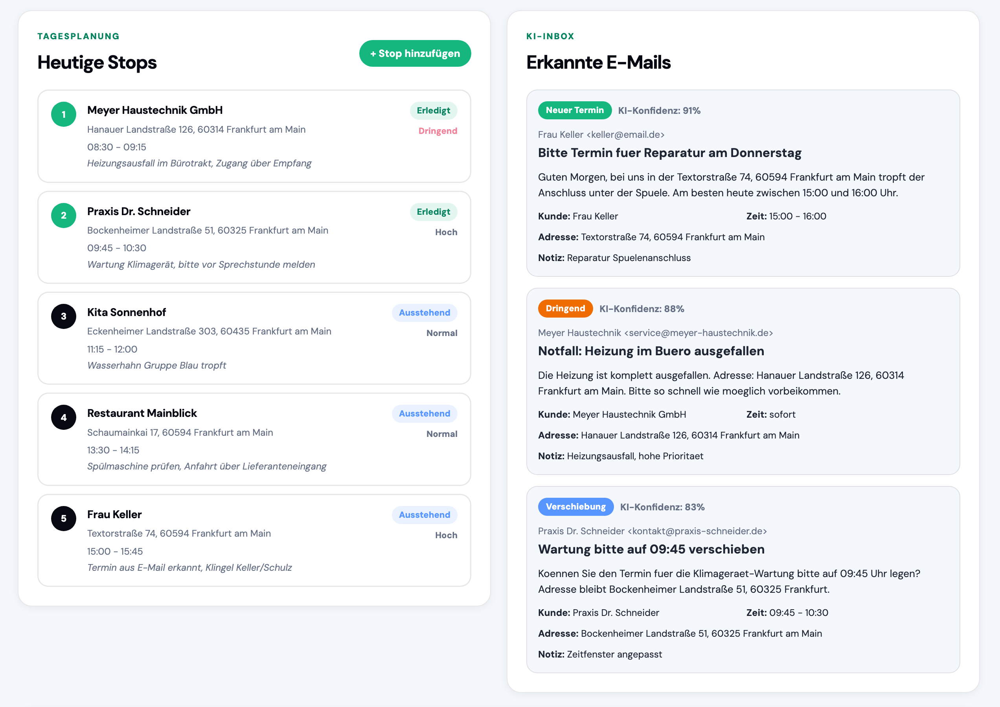 TAGESPLANUNG
Heutige Stops
+ Stop hinzufügen
1
Meyer Haustechnik GmbH
Erledigt
Hanauer Landstraße 126, 60314 Frankfurt am Main
Dringend
08:30 - 09:15
Heizungsausfall im Bürotrakt, Zugang über Empfang
2
Praxis Dr. Schneider
Erledigt
Bockenheimer Landstraße 51, 60325 Frankfurt am Main
Hoch
09:45 - 10:30
Wartung Klimagerät, bitte vor Sprechstunde melden
3
Kita Sonnenhof
Ausstehend
Eckenheimer Landstraße 303, 60435 Frankfurt am Main
Normal
11:15 - 12:00
Wasserhahn Gruppe Blau tropft
4
Restaurant Mainblick
Ausstehend
Schaumainkai 17, 60594 Frankfurt am Main
Normal
13:30 - 14:15
Spülmaschine prüfen, Anfahrt über Lieferanteneingang
5
Frau Keller
Ausstehend
Textorstraße 74, 60594 Frankfurt am Main
Hoch
15:00 - 15:45
Termin aus E-Mail erkannt, Klingel Keller/Schulz
KI-INBOX
Erkannte E-Mails
Neuer Termin KI-Konfidenz: 91%
Frau Keller <keller@email.de>
Bitte Termin fuer Reparatur am Donnerstag
Guten Morgen, bei uns in der Textorstraße 74, 60594 Frankfurt am Main tropft der
Anschluss unter der Spuele. Am besten heute zwischen 15:00 und 16:00 Uhr.
Kunde: Frau Keller Zeit: 15:00 - 16:00
Adresse: Textorstraße 74, 60594 Frankfurt am Main
Notiz: Reparatur Spuelenanschluss
Dringend KI-Konfidenz: 88%
Meyer Haustechnik <service@meyer-haustechnik.de>
Notfall: Heizung im Buero ausgefallen
Die Heizung ist komplett ausgefallen. Adresse: Hanauer Landstraße 126, 60314
Frankfurt am Main. Bitte so schnell wie moeglich vorbeikommen.
Kunde: Meyer Haustechnik GmbH Zeit: sofort
Adresse: Hanauer Landstraße 126, 60314 Frankfurt am Main
Notiz: Heizungsausfall, hohe Prioritaet
Verschiebung KI-Konfidenz: 83%
Praxis Dr. Schneider <kontakt@praxis-schneider.de>
Wartung bitte auf 09:45 verschieben
Koennen Sie den Termin fuer die Klimageraet-Wartung bitte auf 09:45 Uhr legen?
Adresse bleibt Bockenheimer Landstraße 51, 60325 Frankfurt.
Kunde: Praxis Dr. Schneider Zeit: 09:45 - 10:30
Adresse: Bockenheimer Landstraße 51, 60325 Frankfurt am Main
Notiz: Zeitfenster angepasst